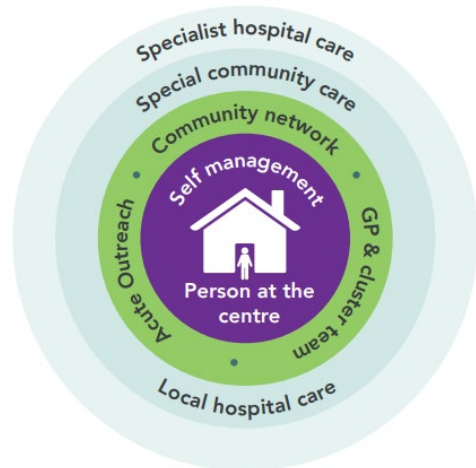 Specialist hospital care
Special community care
Community network
Self management
Acute Outreach
GP & cluster team
Person at the
centre
Local hospital care